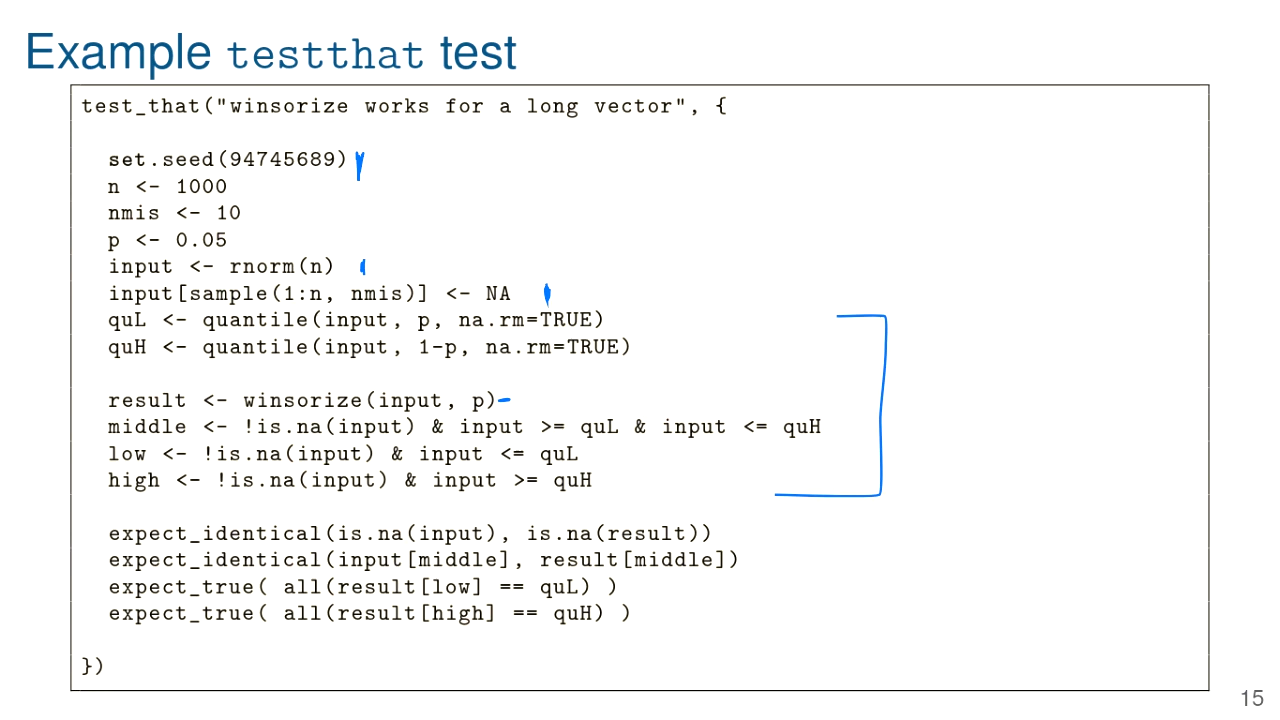 Example testthat test
test_that("winsorize works for a long vector", {
set.seed(94745689)
n <- 1000
nmis <- 10
p <- 0.05
input <- rnorm(n)
input[sample(1:n, nmis)] <- NA
quL <- quantile(input, p, na.rm=TRUE)
quH <- quantile(input, 1-p, na.rm=TRUE)
result <- winsorize(input, p)
middle <- !is.na(input) & input >= quL & input <= quH
low <- !is.na(input) & input <= quL
high <- !is.na(input) & input >= quH
expect_identical(is.na(input), is.na(result))
expect_identical(input[middle], result[middle])
expect_true( all(result[low] == quL) )
expect_true( all(result[high] == quH) )
})
15